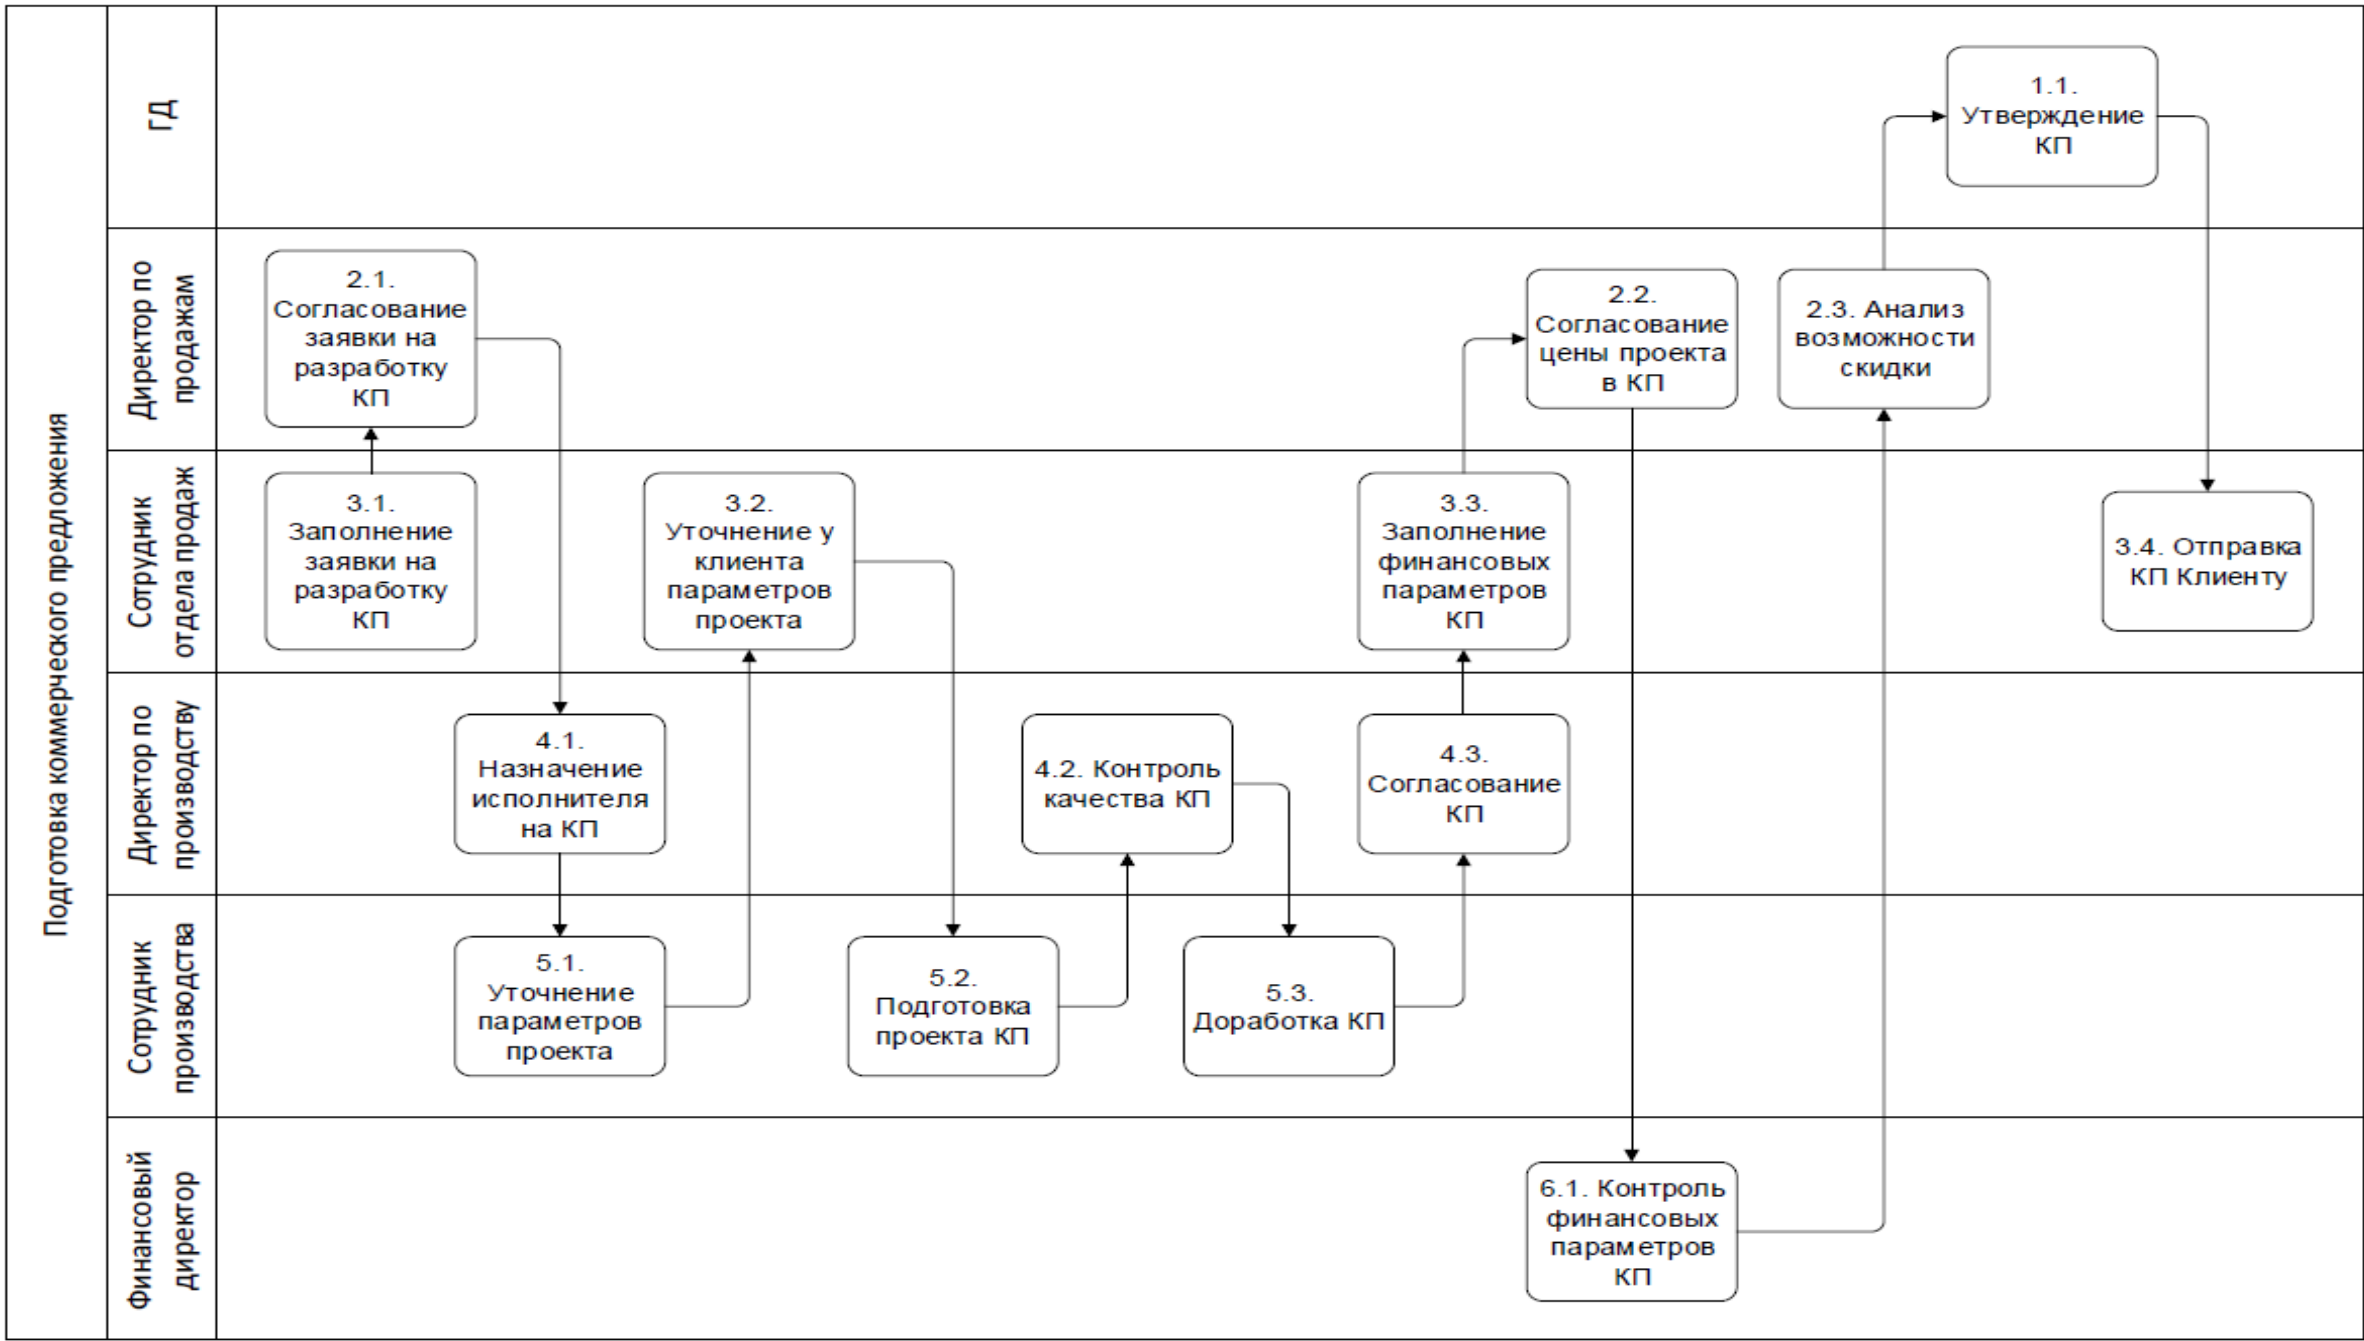 Подготовка коммерческого предложения
ГД
1.1.
Утверждение
КП
Директор по
продажам
2.1.
Согласование
заявки на
разработку
КП
2.2.
Согласование
цены проекта
в КП
2.3. Анализ
возможности
скидки
Сотрудник
отдела продаж
3.1.
Заполнение
заявки на
разработку
КП
3.2.
Уточнение у
клиента
параметров
проекта
3.3.
Заполнение
финансовых
параметров
КП
3.4. Отправка
КП Клиенту
Директор по
производству
4.1.
Назначение
исполнителя
на КП
4.2. Контроль
качества КП
4.3.
Согласование
КП
Сотрудник
производства
5.1.
Уточнение
параметров
проекта
5.2.
Подготовка
проекта КП
5.3.
Доработка КП
Финансовый
директор
6.1. Контроль
финансовых
параметров
КП